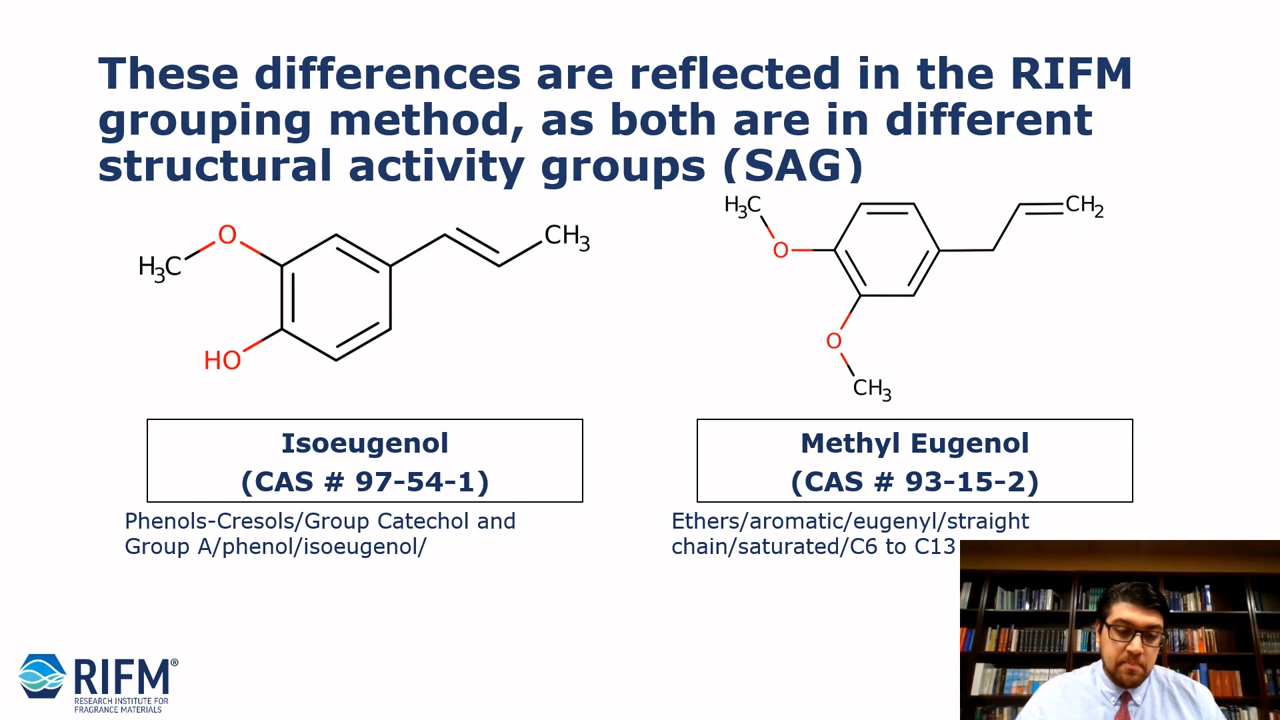 These differences are reflected in the RIFM
grouping method, as both are in different
structural activity groups (SAG)
H3C
O
CH3
HO
H3C
O
CH2
O
CH3
Isoeugenol
(CAS # 97-54-1)
Phenols-Cresols/Group Catechol and
Group A/phenol/isoeugenol/
Methyl Eugenol
(CAS # 93-15-2)
Ethers/aromatic/eugenyl/straight
chain/saturated/C6 to C13
RIFM®
RESEARCH INSTITUTE FOR
FRAGRANCE MATERIALS